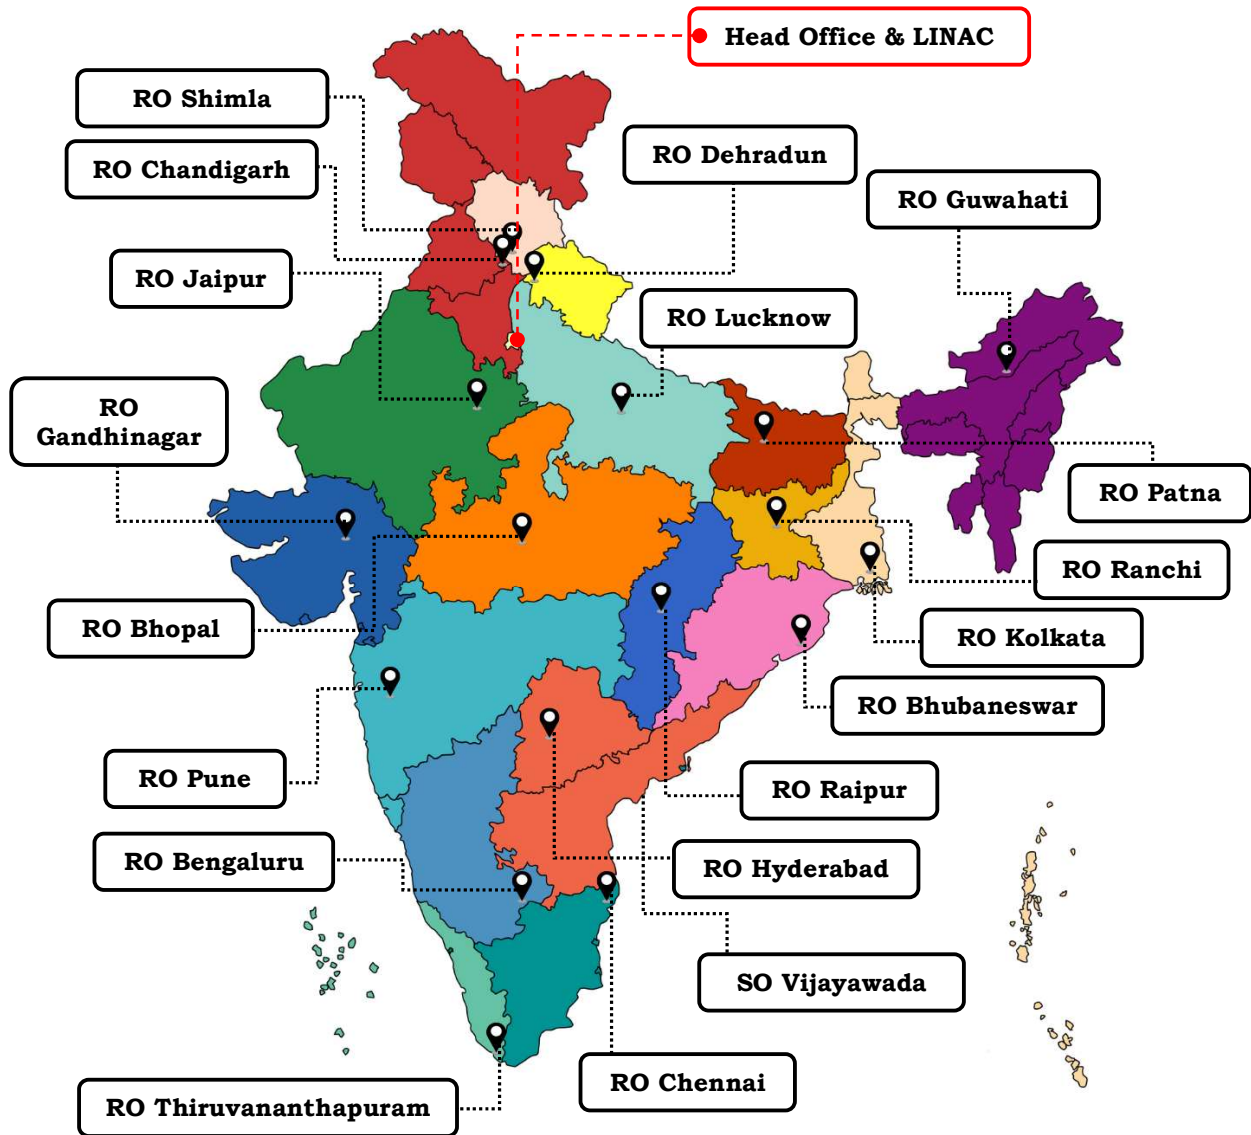 Head Office & LINAC
RO Shimla
RO Chandigarh
RO Dehradun
RO Guwahati
RO Jaipur
RO Lucknow
RO
Gandhinagar
RO Patna
RO Ranchi
RO Bhopal
RO Kolkata
RO Bhubaneswar
RO Pune
RO Raipur
RO Bengaluru
RO Hyderabad
SO Vijayawada
RO Chennai
RO Thiruvananthapuram